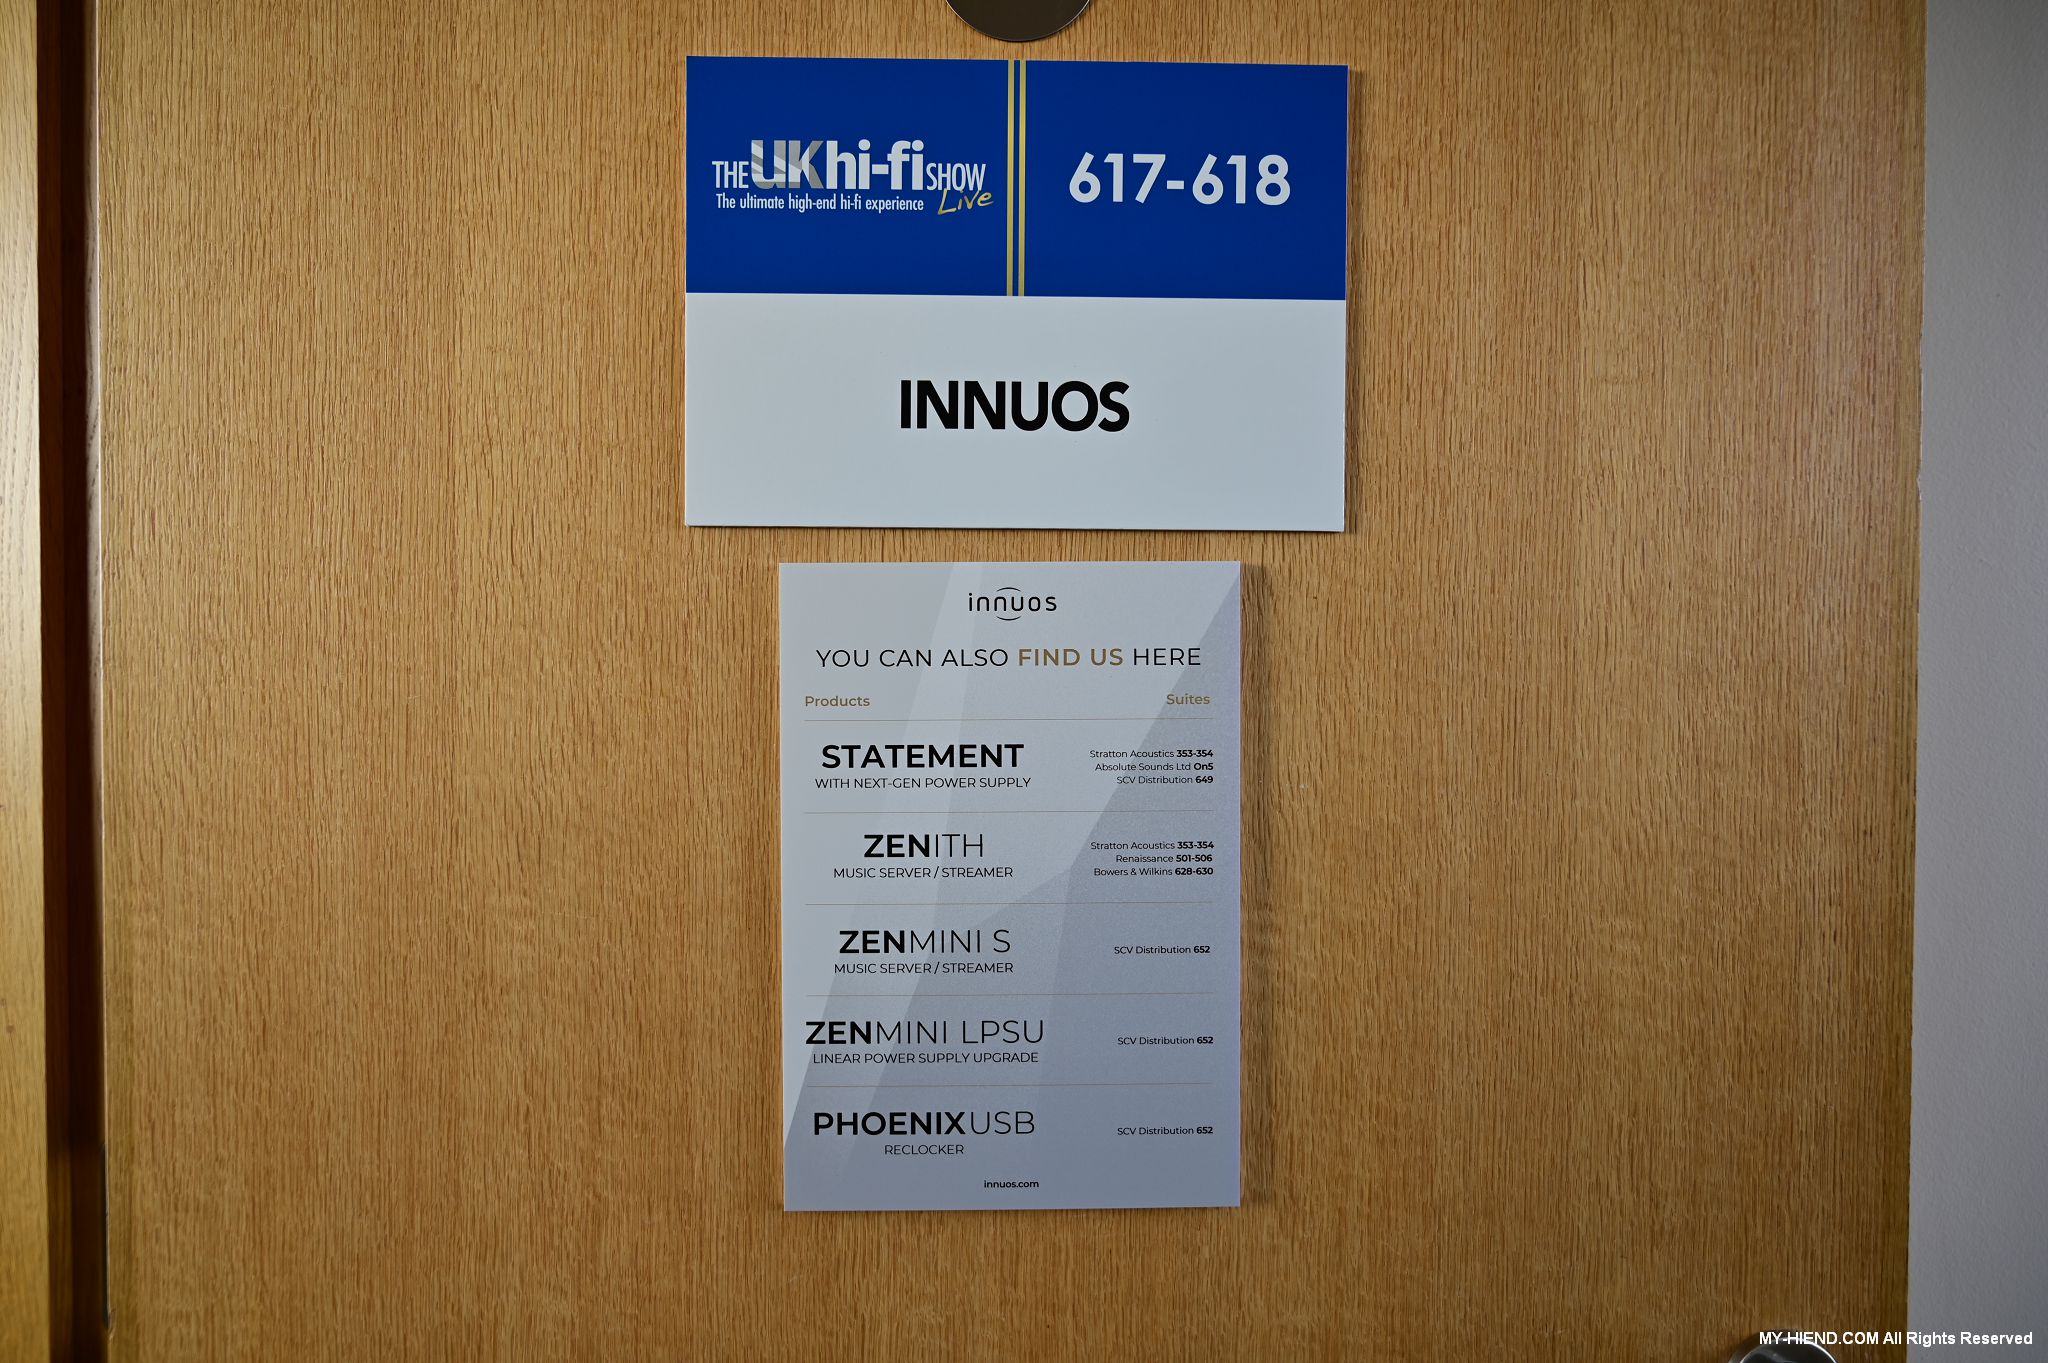 THE UKhi-fi SHOW
Live
The ultimate high-end hi-fi experience
617-618
INNUOS
innuos
YOU CAN ALSO FIND US HERE
Products
Suites
STATEMENT
WITH NEXT-GEN POWER SUPPLY
Stratton Acoustics 353-354
Absolute Sounds Ltd On5
SCV Distribution 649
ZENITH
MUSIC SERVER / STREAMER
Stratton Acoustics 353-354
Renaissance 501-506
Bowers & Wilkins 628-630
ZENMINI S
MUSIC SERVER / STREAMER
SCV Distribution 652
ZENMINI LPSU
LINEAR POWER SUPPLY UPGRADE
SCV Distribution 652
PHOENIXUSB
RECLOCKER
SCV Distribution 652
innuos.com
MY-HIEND.COM All Rights Reserved